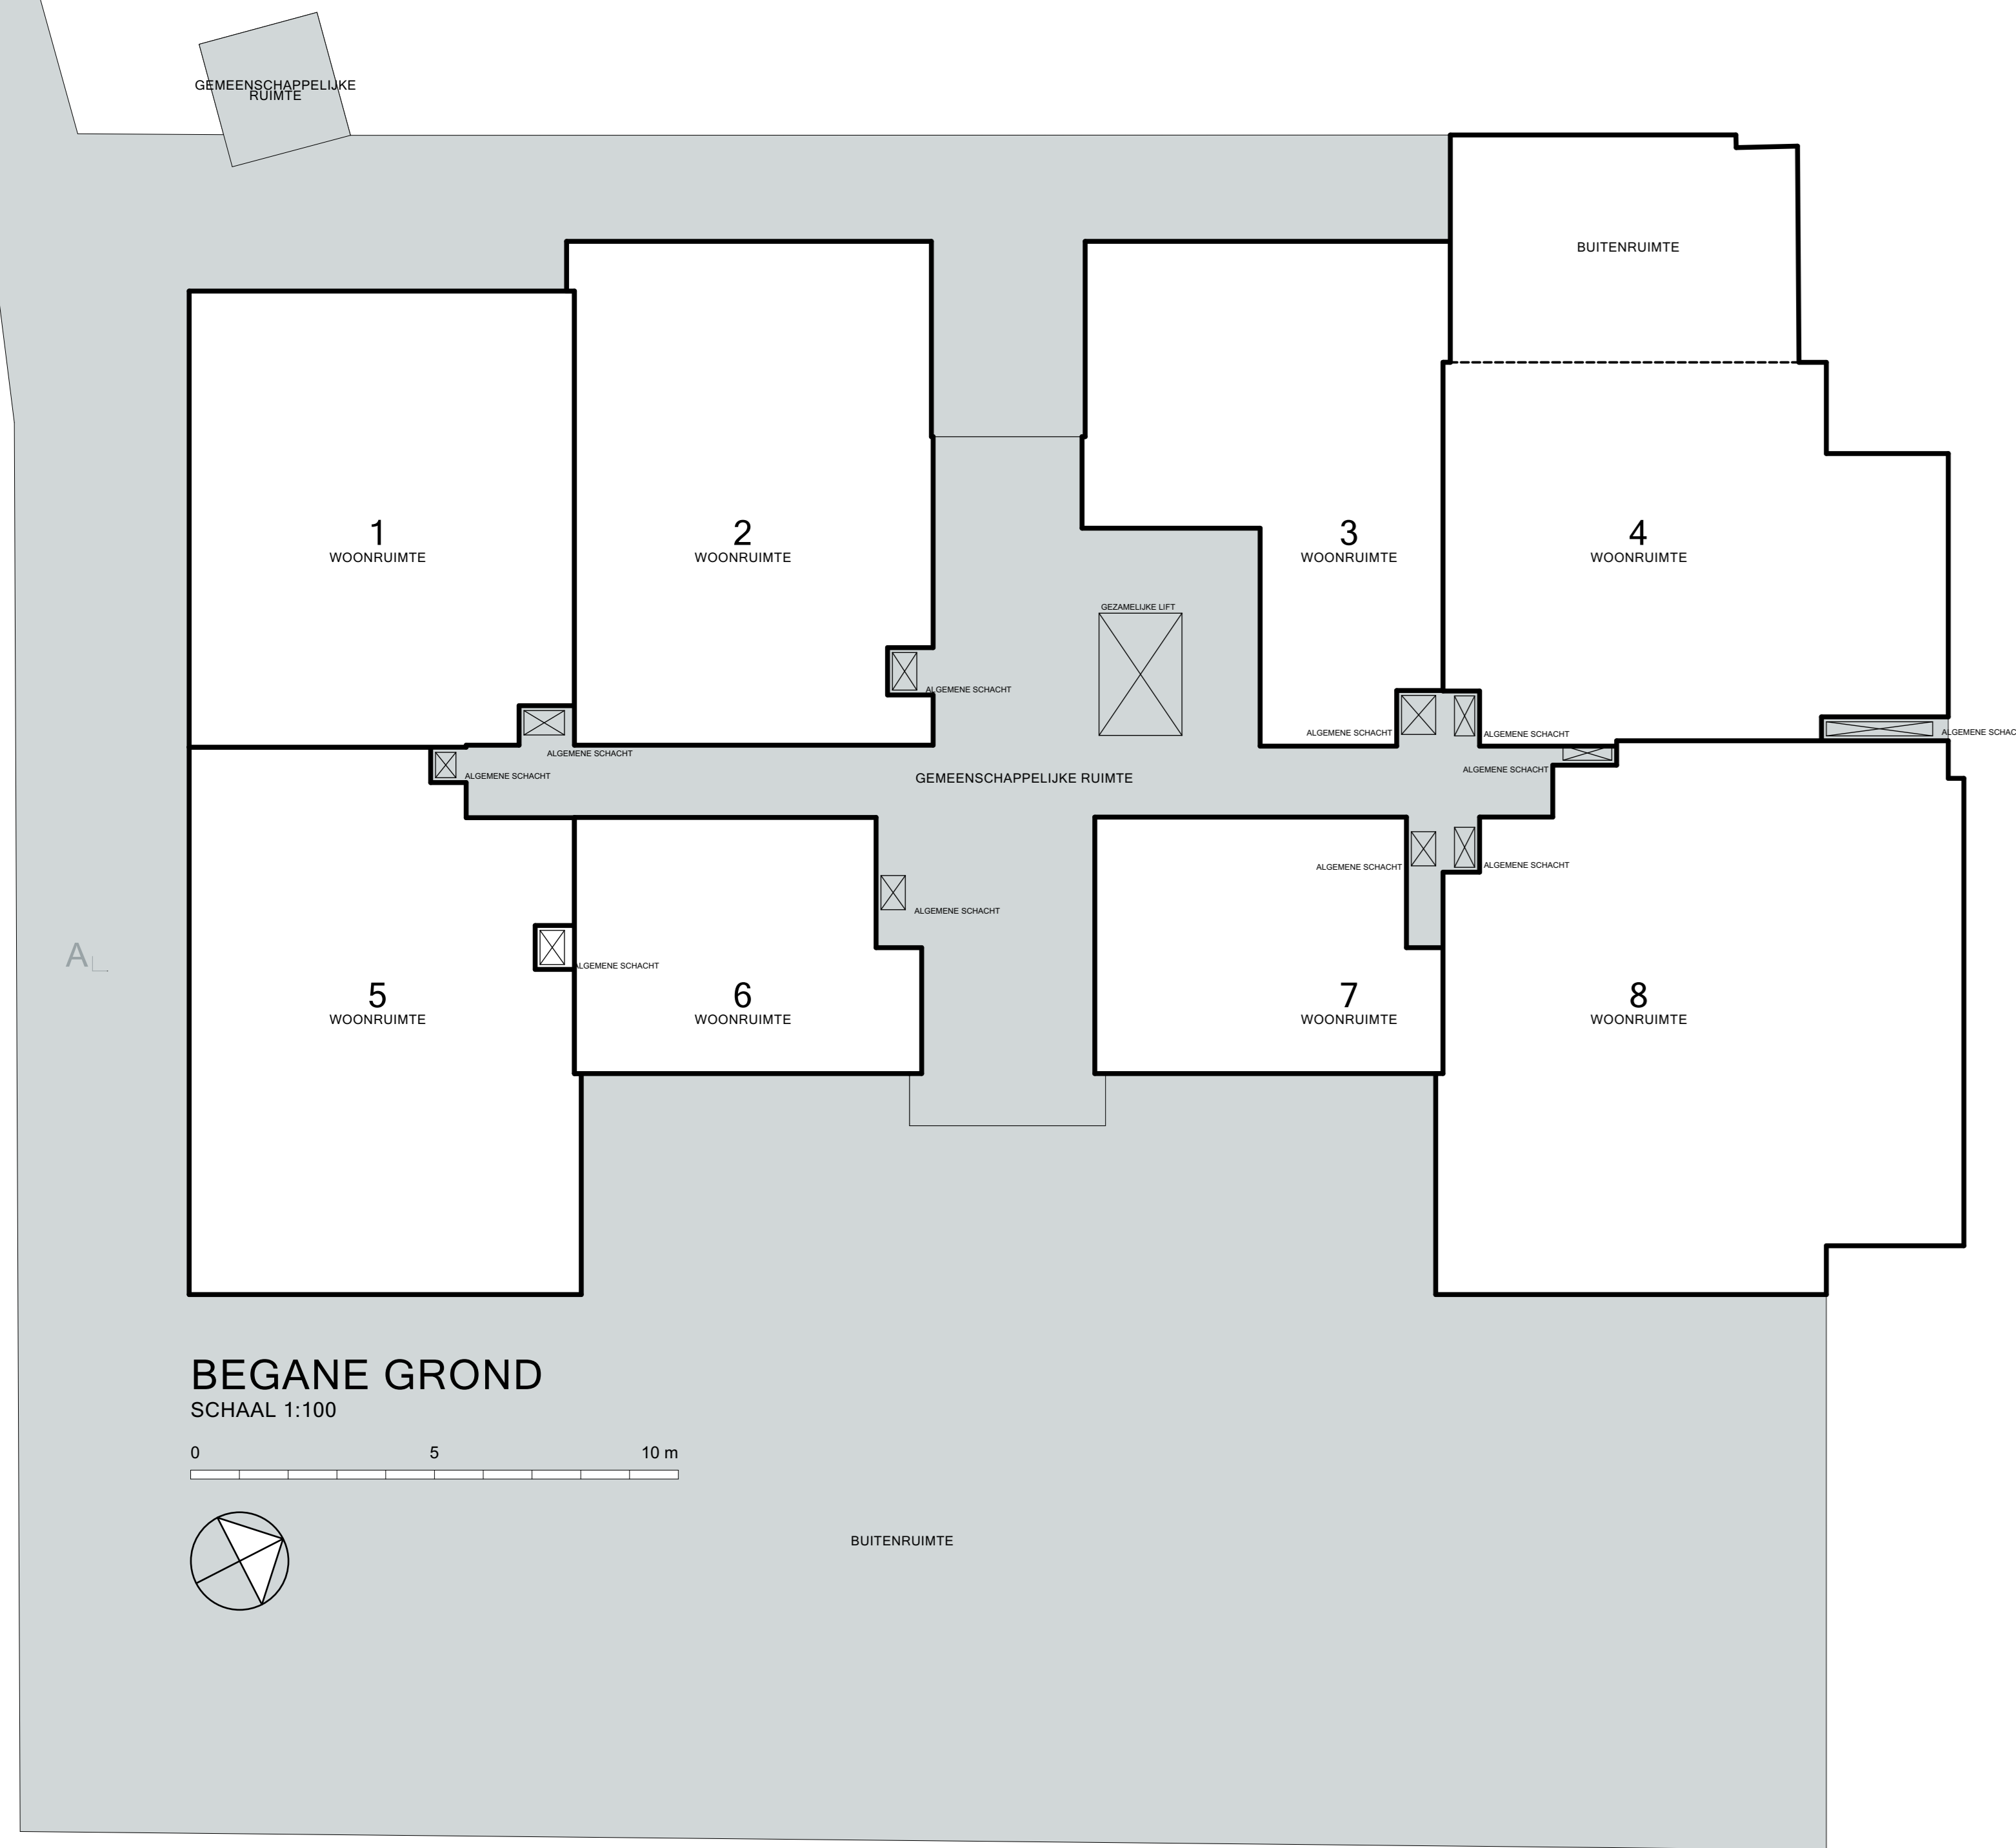 GEMEENSCHAPPELIJKE
RUIMTE
BUITENRUIMTE
1
WOONRUIMTE
2
WOONRUIMTE
3
WOONRUIMTE
4
WOONRUIMTE
GEZAMELIJKE LIFT
ALGEMENE SCHACHT
ALGEMENE SCHACHT
ALGEMENE SCHACHT
ALGEMENE SCHAC
ALGEMENE SCHACHT
ALGEMENE SCHACHT
ALGEMENE SCHACHT
GEMEENSCHAPPELIJKE RUIMTE
ALGEMENE SCHACHT
ALGEMENE SCHACHT
ALGEMENE SCHACHT
A
ALGEMENE SCHACHT
5
WOONRUIMTE
6
WOONRUIMTE
7
WOONRUIMTE
8
WOONRUIMTE
BEGANE GROND
SCHAAL 1:100
0 5 10 m
BUITENRUIMTE